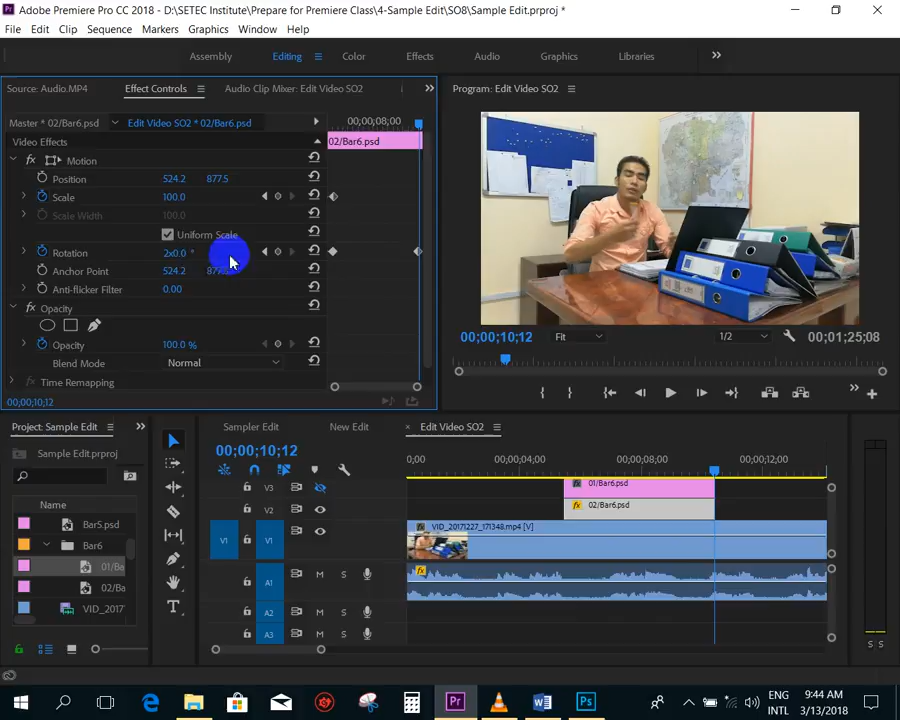 Adobe Premiere Pro CC 2018 - D:\SETEC Institute\Prepare for Premiere Class\4-Sample Edit\SO8\Sample Edit.prproj *
File Edit Clip Sequence Markers Graphics Window Help
Assembly Editing Color Effects Audio Graphics Libraries
Source: Audio.MP4 Effect Controls Audio Clip Mixer: Edit Video SO2
Program: Edit Video SO2
Master * 02/Bar6.psd Edit Video SO2 * 02/Bar6.psd
00;00;08;00
Video Effects
02/Bar6.psd
fx Motion
Position 524.2 877.5
Scale 100.0
Scale Width 100.0
Uniform Scale
Rotation 2x0.0 °
Anchor Point 524.2
Anti-flicker Filter 0.00
fx Opacity
Opacity 100.0 %
Blend Mode Normal
fx Time Remapping
00;00;10;12
00;00;10;12 Fit 1/2 00;01;25;08
Project: Sample Edit
Sample Edit.prproj
Name
Bar5.psd
Bar6
01/Ba
02/Ba
VID_2017
Sampler Edit New Edit Edit Video SO2
00;00;10;12
;00 00;00;04;00 00;00;08;00 00;00;12;00
V3 01/Bar6.psd
V2 fx 02/Bar6.psd
V1 V1 VID_20171227_171348.mp4 [V]
A1 M S fx
A2 M S
A3 M S
S S
Pr W Ps
ENG
INTL
9:44 AM
3/13/2018